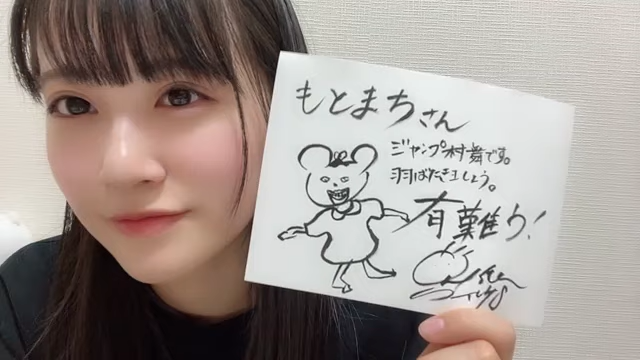 もとまちさん
ジャンプ村舞です。
羽ばたきましょう。
有難う!